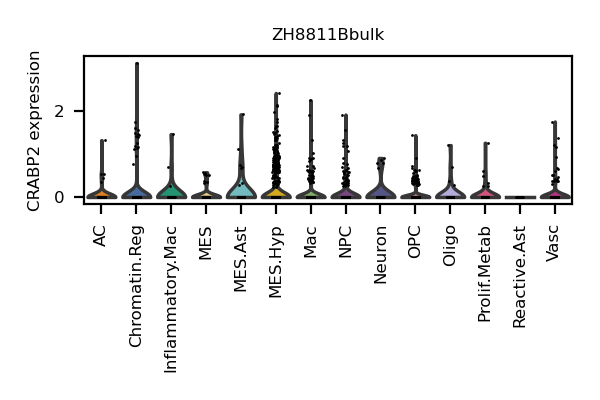 ZH8811Bbulk
CRABP2 expression
2
0
AC
Chromatin.Reg
Inflammatory.Mac
MES
MES.Ast
MES.Hyp
Mac
NPC
Neuron
OPC
Oligo
Prolif.Metab
Reactive.Ast
Vasc